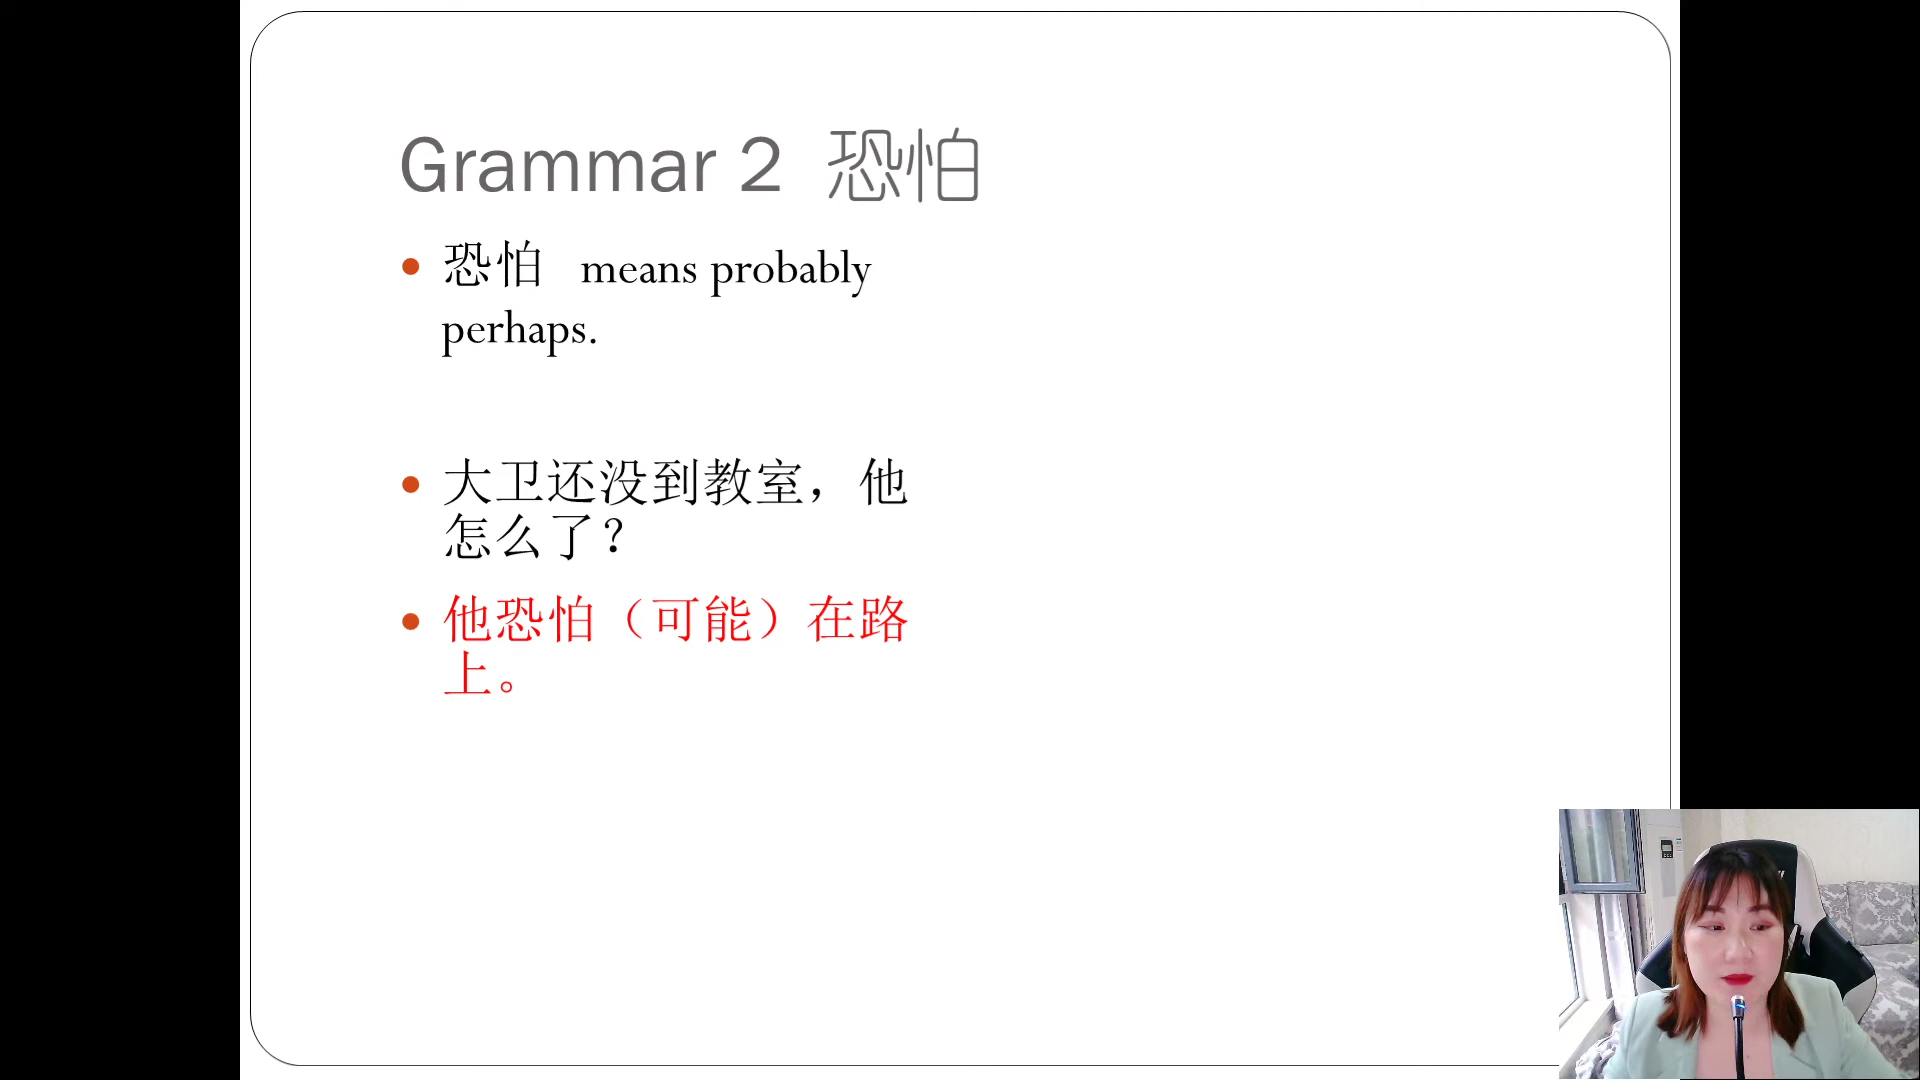 Grammar 2 恐怕
恐怕 means probably
perhaps.
大卫还没到教室，他
怎么了？
他恐怕（可能）在路
上。